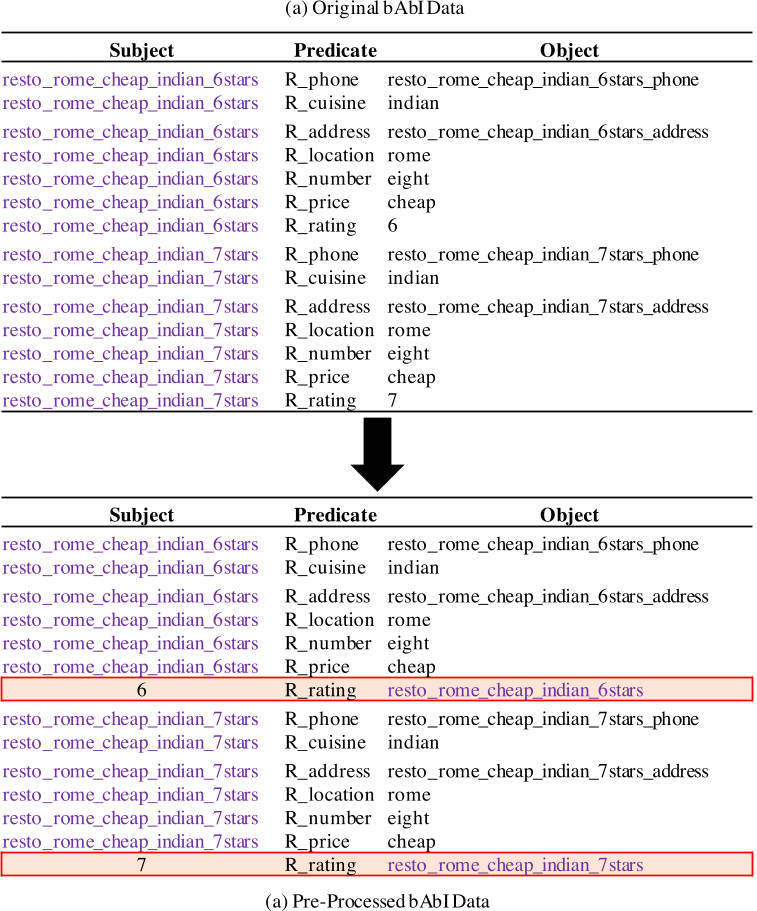 (a) Original bAbI Data
Subject Predicate Object
resto_rome_cheap_indian_6stars R_phone resto_rome_cheap_indian_6stars_phone
resto_rome_cheap_indian_6stars R_cuisine indian
resto_rome_cheap_indian_6stars R_address resto_rome_cheap_indian_6stars_address
resto_rome_cheap_indian_6stars R_location rome
resto_rome_cheap_indian_6stars R_number eight
resto_rome_cheap_indian_6stars R_price cheap
resto_rome_cheap_indian_6stars R_rating 6
resto_rome_cheap_indian_7stars R_phone resto_rome_cheap_indian_7stars_phone
resto_rome_cheap_indian_7stars R_cuisine indian
resto_rome_cheap_indian_7stars R_address resto_rome_cheap_indian_7stars_address
resto_rome_cheap_indian_7stars R_location rome
resto_rome_cheap_indian_7stars R_number eight
resto_rome_cheap_indian_7stars R_price cheap
resto_rome_cheap_indian_7stars R_rating 7
Subject Predicate Object
resto_rome_cheap_indian_6stars R_phone resto_rome_cheap_indian_6stars_phone
resto_rome_cheap_indian_6stars R_cuisine indian
resto_rome_cheap_indian_6stars R_address resto_rome_cheap_indian_6stars_address
resto_rome_cheap_indian_6stars R_location rome
resto_rome_cheap_indian_6stars R_number eight
resto_rome_cheap_indian_6stars R_price cheap
6 R_rating resto_rome_cheap_indian_6stars
resto_rome_cheap_indian_7stars R_phone resto_rome_cheap_indian_7stars_phone
resto_rome_cheap_indian_7stars R_cuisine indian
resto_rome_cheap_indian_7stars R_address resto_rome_cheap_indian_7stars_address
resto_rome_cheap_indian_7stars R_location rome
resto_rome_cheap_indian_7stars R_number eight
resto_rome_cheap_indian_7stars R_price cheap
7 R_rating resto_rome_cheap_indian_7stars
(a) Pre-Processed bAbI Data